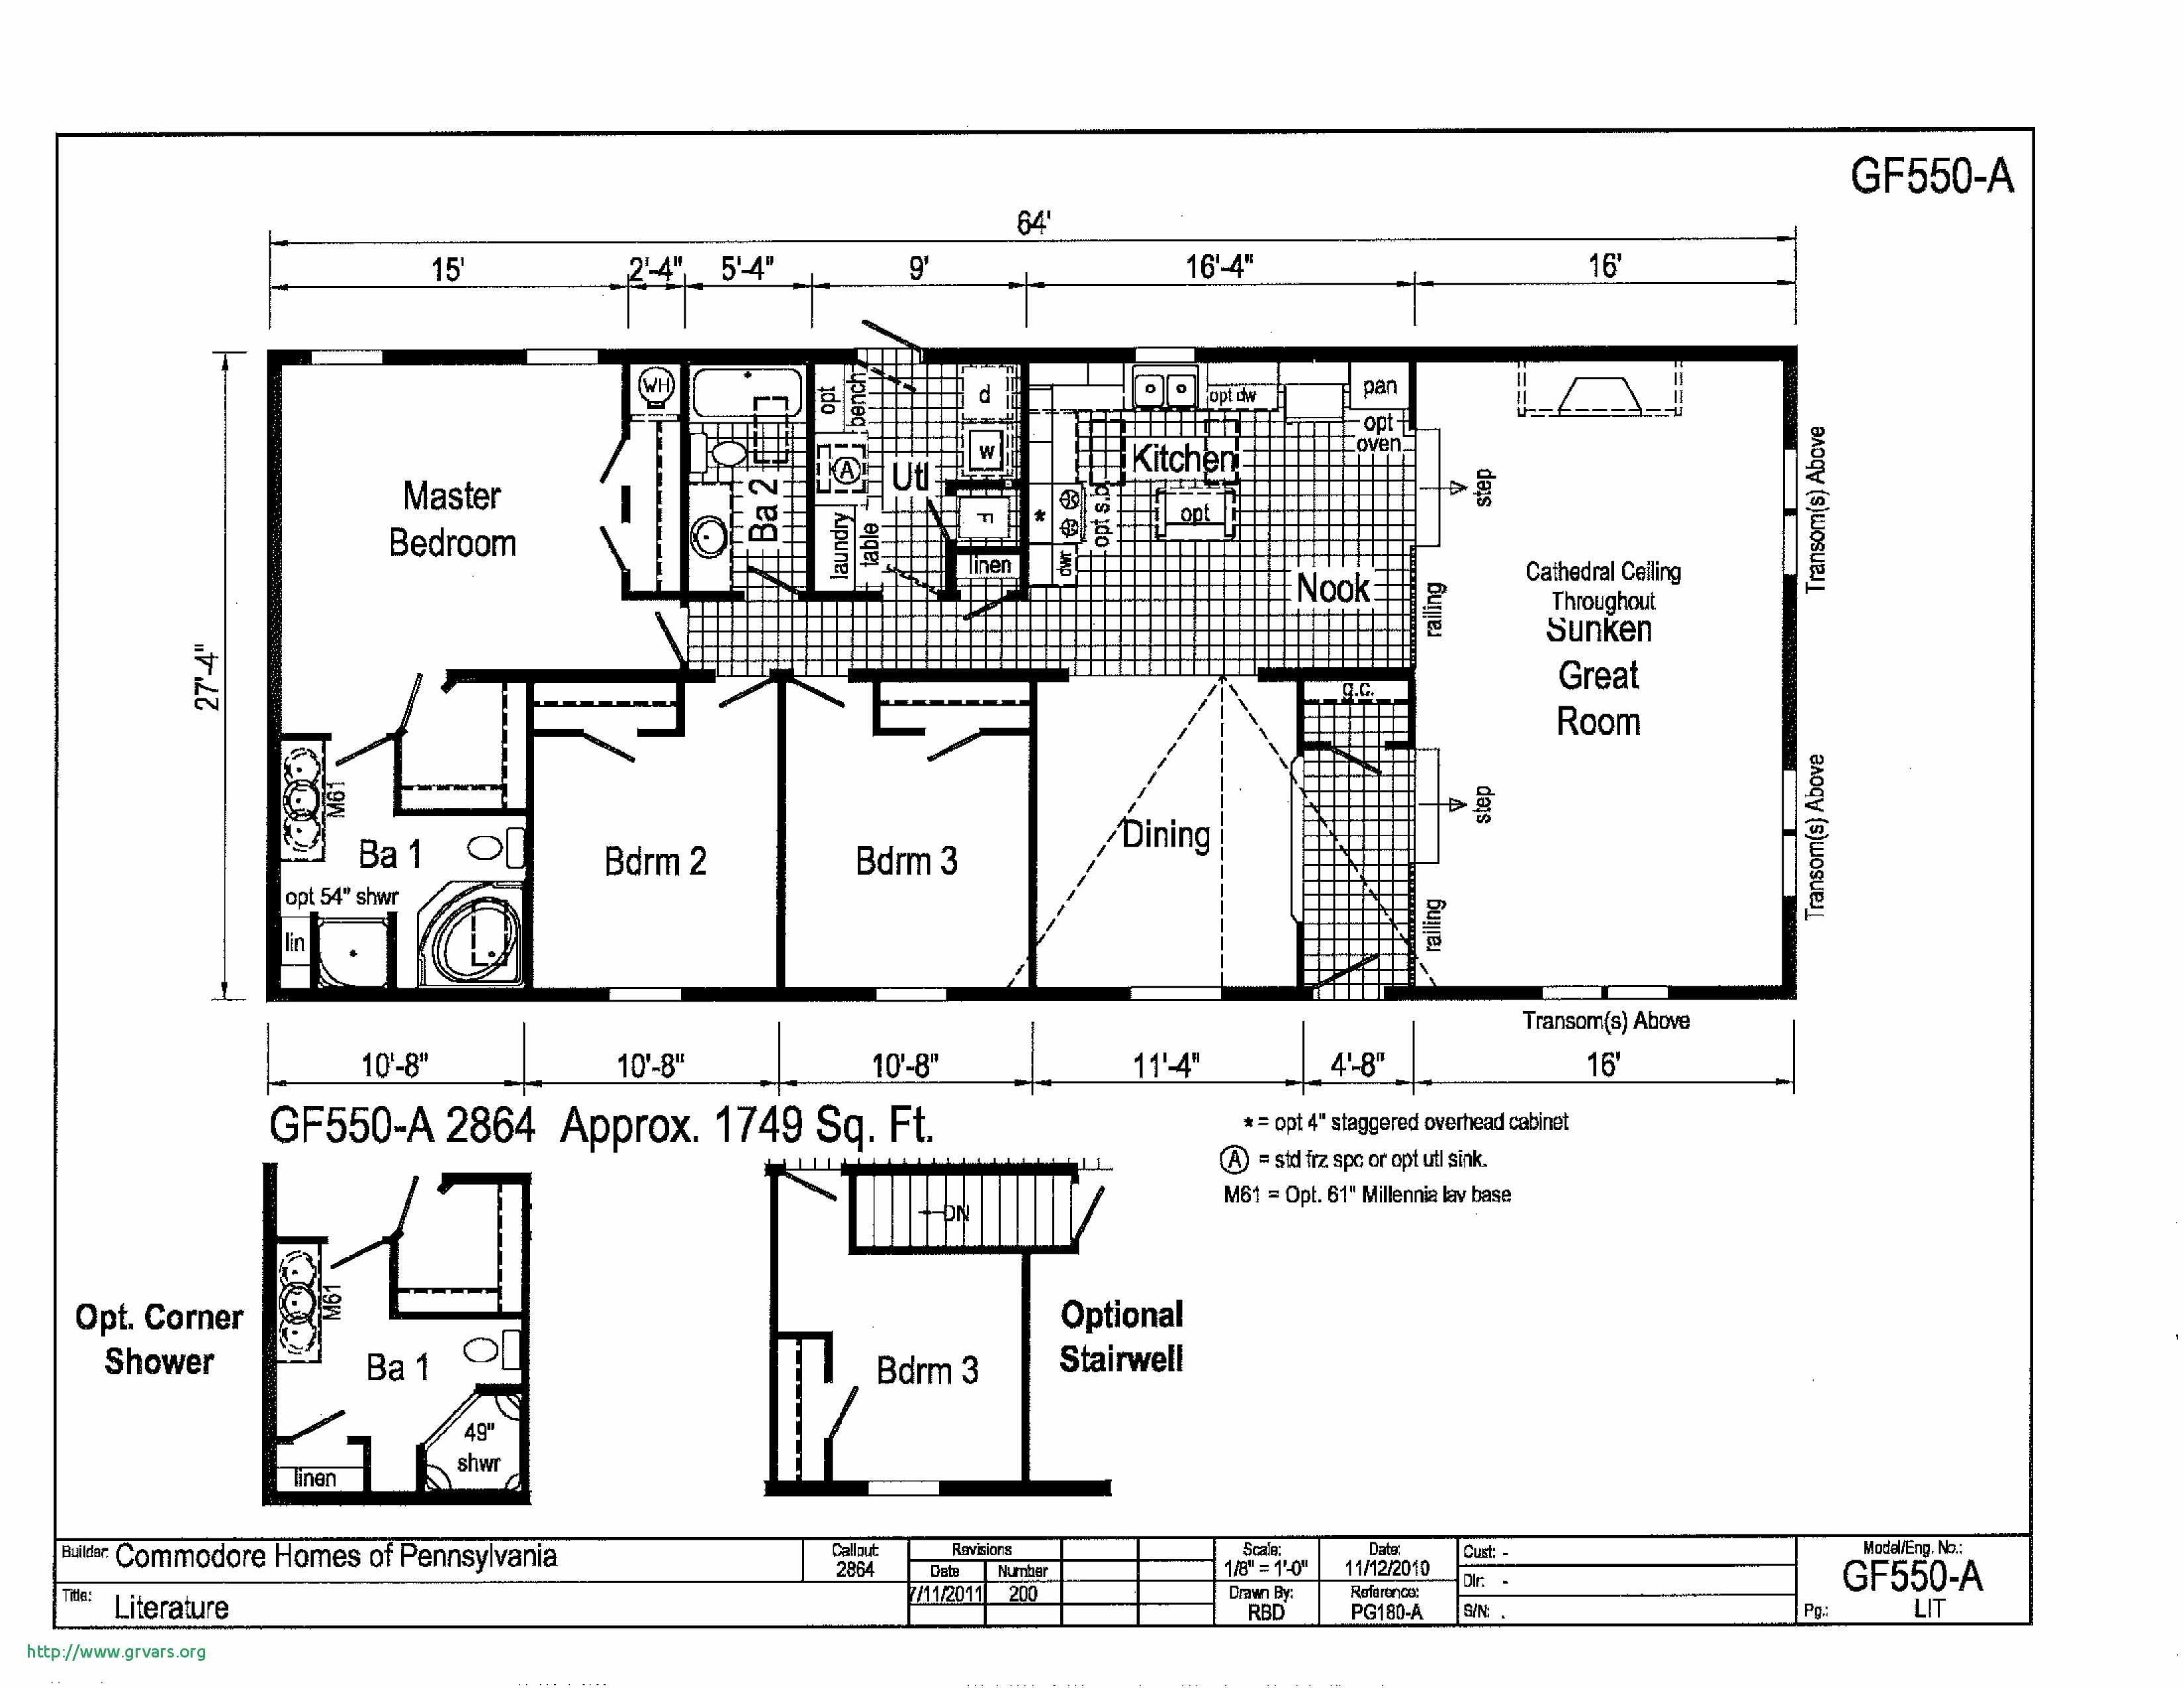 GF550-A
64'
15'
2'-4"
5'-4"
9'
16'-4"
16'
27'-4"
WH
opt
bench
d
opt dw
pan
opt
oven
w
A
Kitchen
Utl
step
Transom(s) Above
Master
Bedroom
Ba 2
F
*
opt s.p
opt
laundry
table
linen
dwr
Nook
railing
Cathedral Ceiling
Throughout
Sunken
Great
Room
g.c.
M61
Ba 1
Bdrm 2
Bdrm 3
Dining
step
Transom(s) Above
opt 54" shwr
lin
railing
Transom(s) Above
10'-8"
10'-8"
10'-8"
11'-4"
4'-8"
16'
GF550-A 2864 Approx. 1749 Sq. Ft.
* = opt 4" staggered overhead cabinet
A = std frz spc or opt utl sink.
M61 = Opt. 61" Millennia lav base
DN
Opt. Corner
Shower
M61
Ba 1
49"
shwr
linen
Bdrm 3
Optional
Stairwell
Builder: Commodore Homes of Pennsylvania
Title: Literature
Callout:
2864
Revisions
Date Number
7/11/2011 200
Scale:
1/8" = 1'-0"
Drawn By:
RBD
Date:
11/12/2010
Reference:
PG180-A
Cust: -
Dlr: -
S/N: .
Model/Eng. No.:
GF550-A
Pg.: LIT
http://www.grvars.org